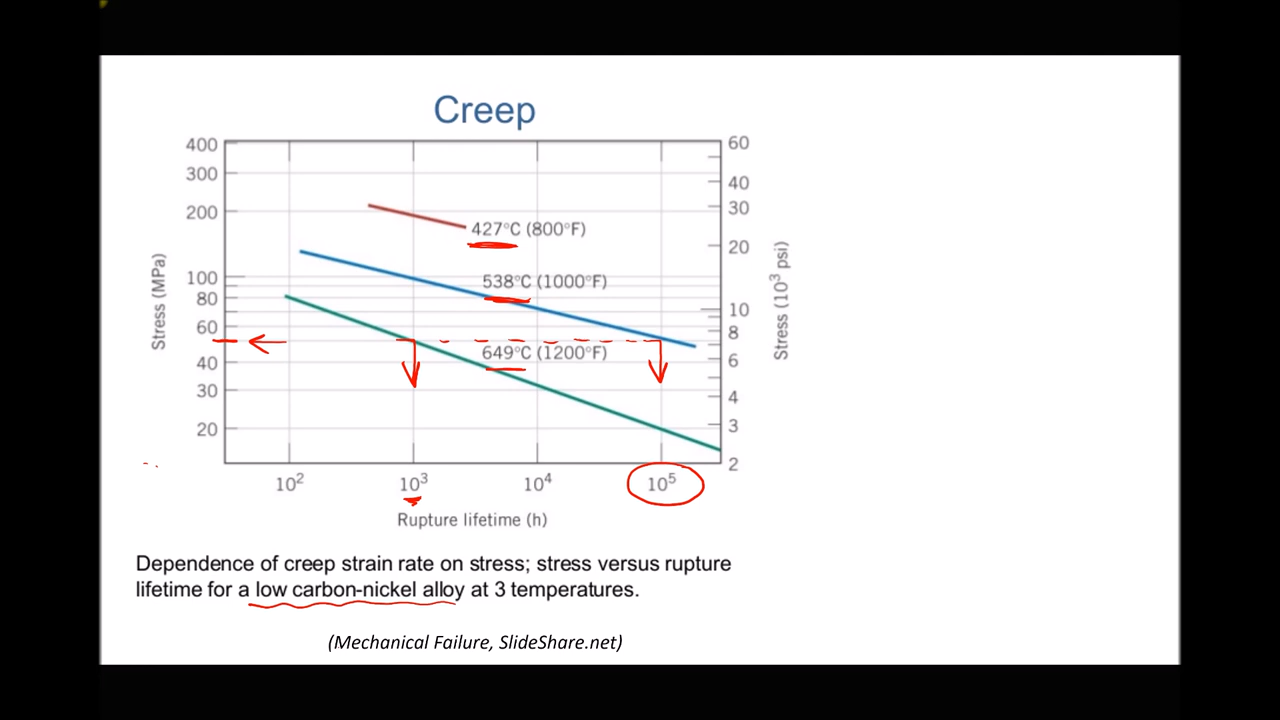 Creep
400
300
200
100
80
60
40
30
20
Stress (MPa)
60
40
30
20
10
8
6
4
3
2
Stress (10³ psi)
427°C (800°F)
538°C (1000°F)
649°C (1200°F)
10² 10³ 10⁴ 10⁵
Rupture lifetime (h)
Dependence of creep strain rate on stress; stress versus rupture
lifetime for a low carbon-nickel alloy at 3 temperatures.
(Mechanical Failure, SlideShare.net)